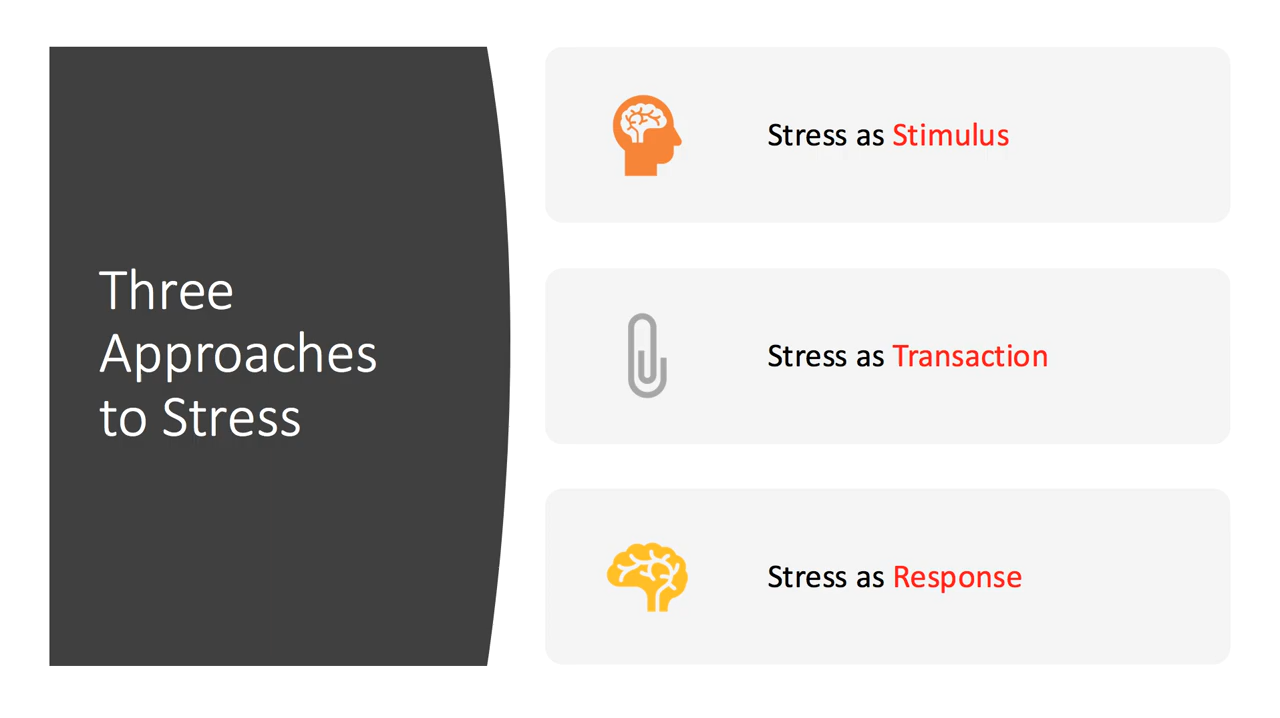 Three
Approaches
to Stress
Stress as Stimulus
Stress as Transaction
Stress as Response